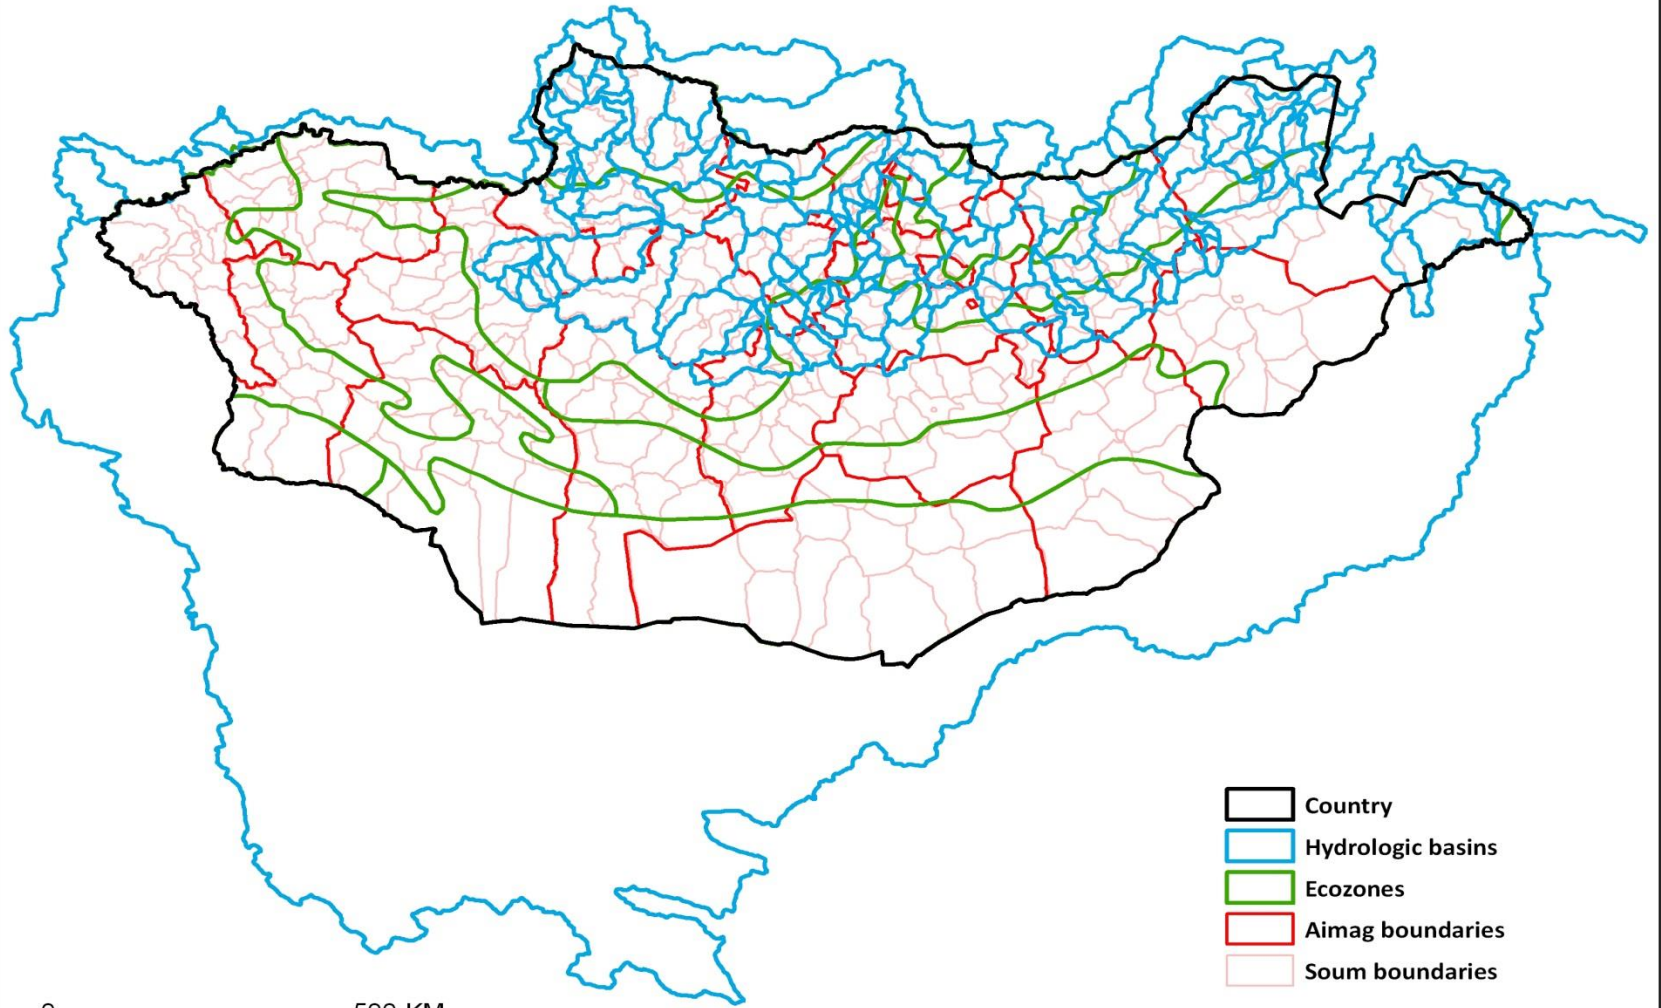 Country
Hydrologic basins
Ecozones
Aimag boundaries
Soum boundaries